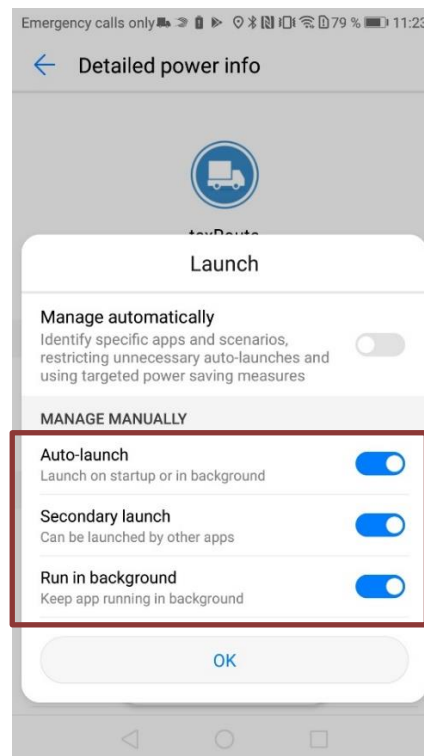 Emergency calls only 79 % 11:23
Detailed power info
Launch
Manage automatically
Identify specific apps and scenarios,
restricting unnecessary auto-launches and
using targeted power saving measures
MANAGE MANUALLY
Auto-launch
Launch on startup or in background
Secondary launch
Can be launched by other apps
Run in background
Keep app running in background
OK